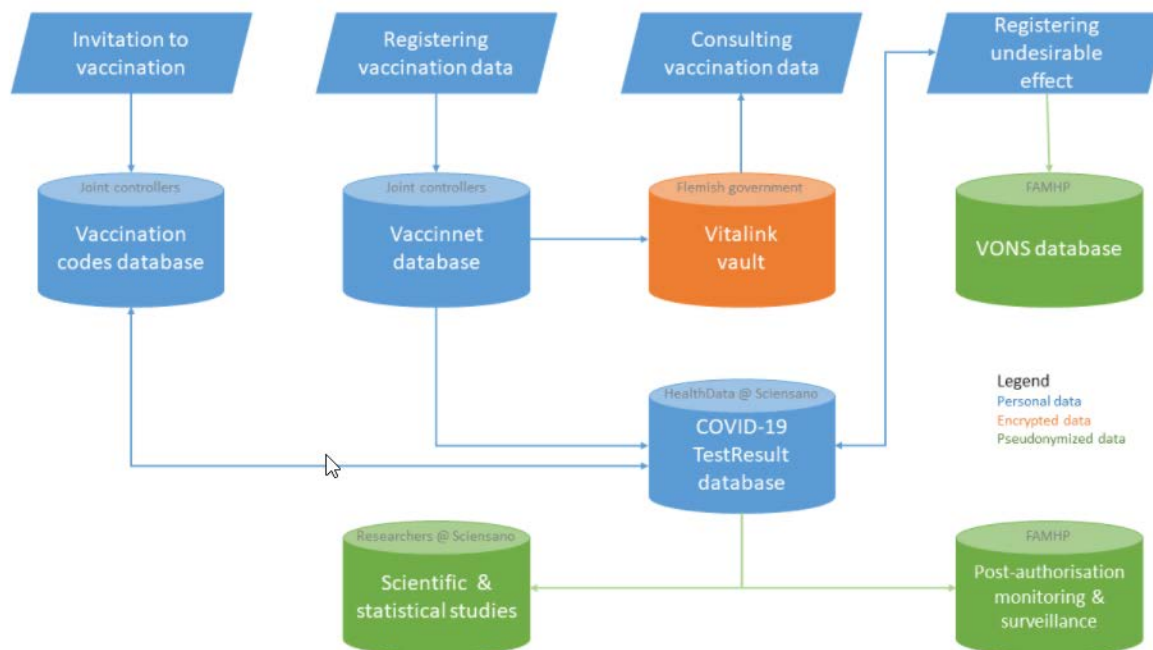 Invitation to
vaccination
Registering
vaccination data
Consulting
vaccination data
Registering
undesirable
effect
Joint controllers
Vaccination
codes database
Joint controllers
Vaccinnet
database
Flemish government
Vitalink
vault
FAMHP
VONS database
Legend
Personal data
Encrypted data
Pseudonymized data
HealthData @ Sciensano
COVID-19
TestResult
database
Researchers @ Sciensano
Scientific &
statistical studies
FAMHP
Post-authorisation
monitoring &
surveillance